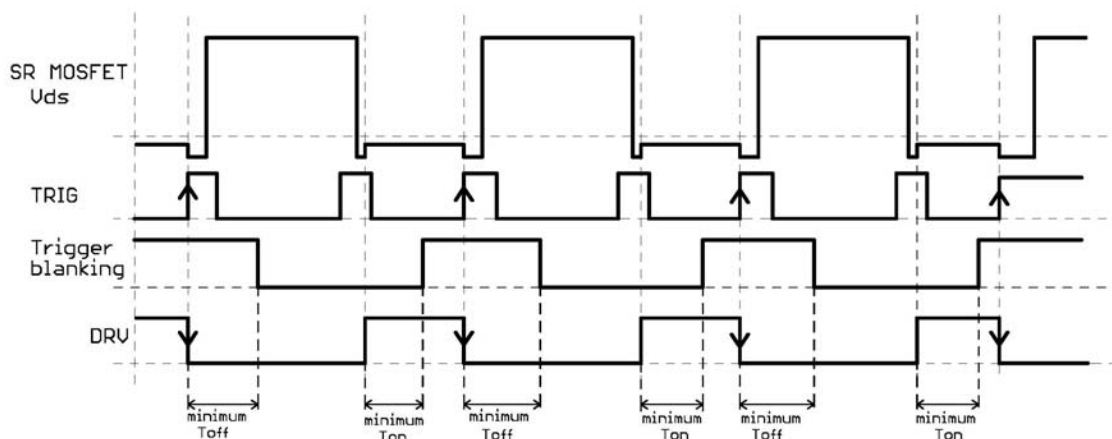 SR MOSFET
Vds
TRIG
Trigger
blanking
DRV
minimum
Toff
minimum
Ton
minimum
Toff
minimum
Ton
minimum
Toff
minimum
Ton